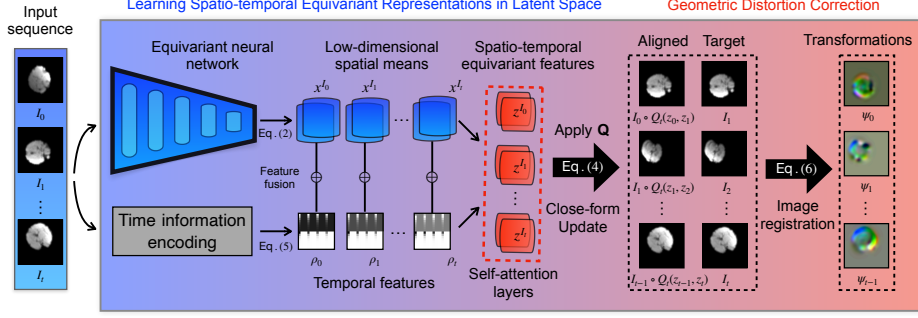 Learning Spatio-temporal Equivariant Representations in Latent Space
Geometric Distortion Correction
Input
sequence
I₀
I₁
⋮
Iₜ
Equivariant neural
network
Eq.(2)
Time information
encoding
Eq.(5)
Low-dimensional
spatial means
x^{I₀}
x^{I₁}
x^{Iₜ}
...
Feature
fusion
...
ρ₀
ρ₁
ρₜ
Temporal features
Spatio-temporal
equivariant features
z^{I₀}
z^{I₁}
⋮
z^{Iₜ}
Self-attention
layers
Apply Q
Eq.(4)
Close-form
Update
Aligned
Target
I₀ ∘ Qₜ(z₀, z₁)
I₁
I₁ ∘ Qₜ(z₁, z₂)
I₂
⋮
⋮
Iₜ₋₁ ∘ Qₜ(zₜ₋₁, zₜ)
Iₜ
Eq.(6)
Image
registration
Transformations
ψ₀
ψ₁
⋮
ψₜ₋₁